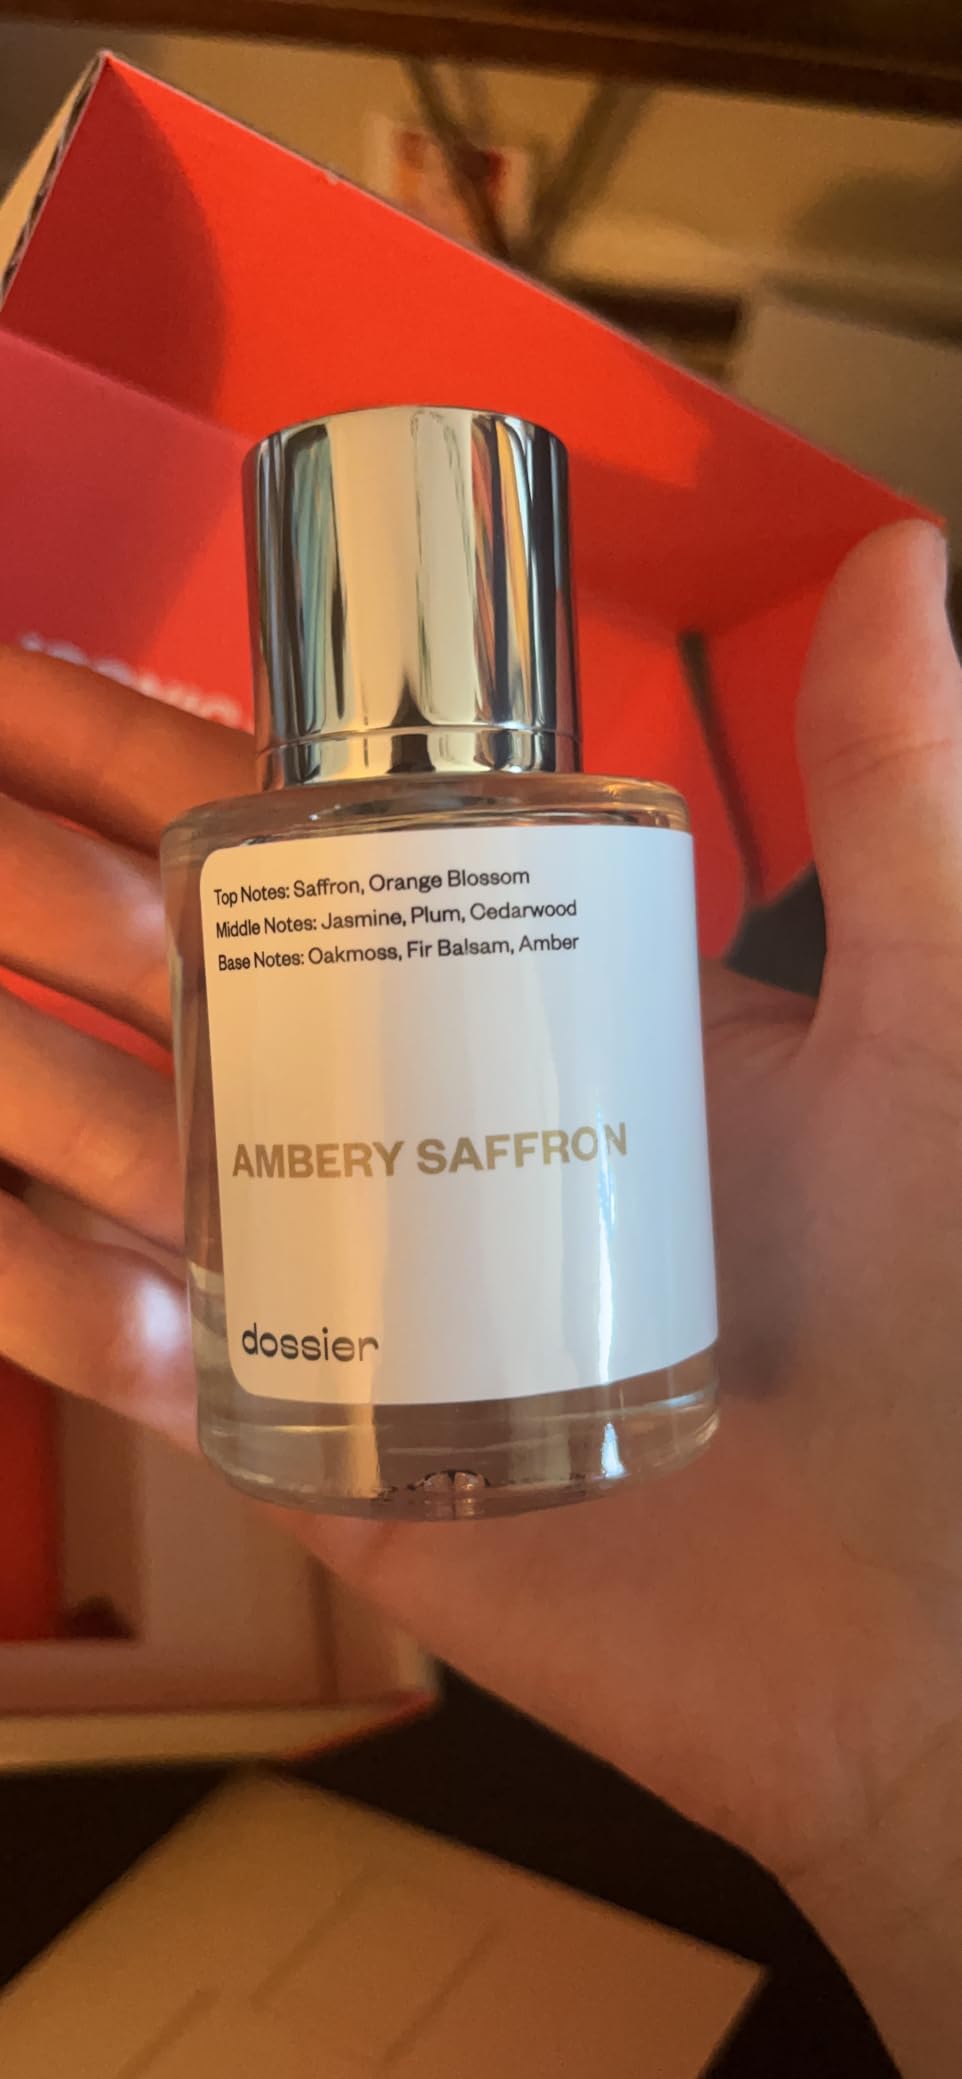 Top Notes: Saffron, Orange Blossom
Middle Notes: Jasmine, Plum, Cedarwood
Base Notes: Oakmoss, Fir Balsam, Amber
AMBERY SAFFRON
dossier